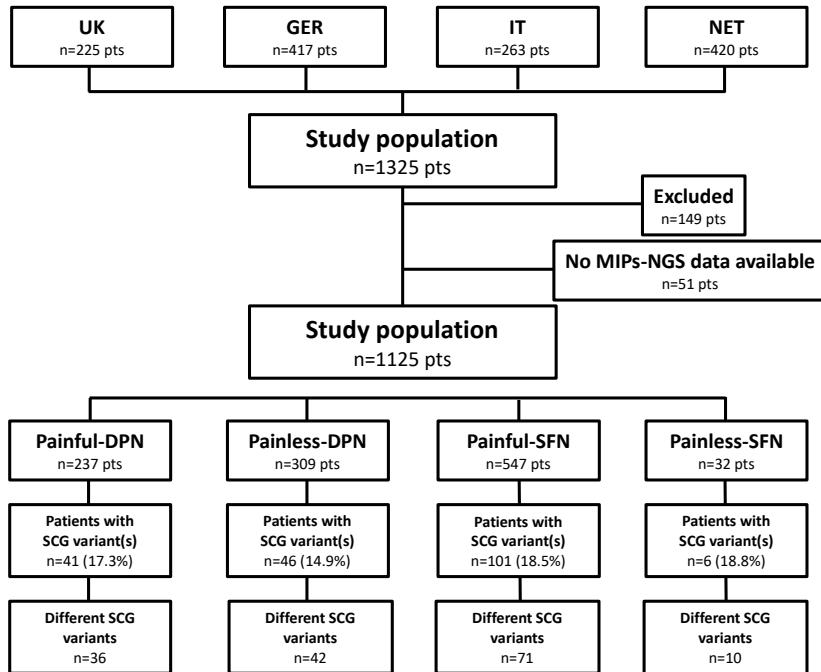 UK
n=225 pts
GER
n=417 pts
IT
n=263 pts
NET
n=420 pts
Study population
n=1325 pts
Excluded
n=149 pts
No MIPs-NGS data available
n=51 pts
Study population
n=1125 pts
Painful-DPN
n=237 pts
Painless-DPN
n=309 pts
Painful-SFN
n=547 pts
Painless-SFN
n=32 pts
Patients with
SCG variant(s)
n=41 (17.3%)
Patients with
SCG variant(s)
n=46 (14.9%)
Patients with
SCG variant(s)
n=101 (18.5%)
Patients with
SCG variant(s)
n=6 (18.8%)
Different SCG
variants
n=36
Different SCG
variants
n=42
Different SCG
variants
n=71
Different SCG
variants
n=10